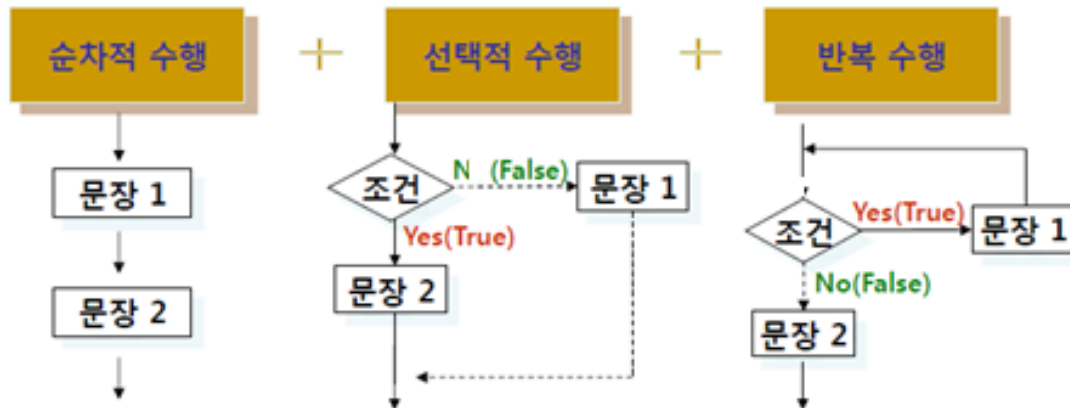 순차적 수행
+
선택적 수행
+
반복 수행
문장 1
문장 2
조건
N (False)
문장 1
Yes(True)
문장 2
조건
Yes(True)
문장 1
No(False)
문장 2